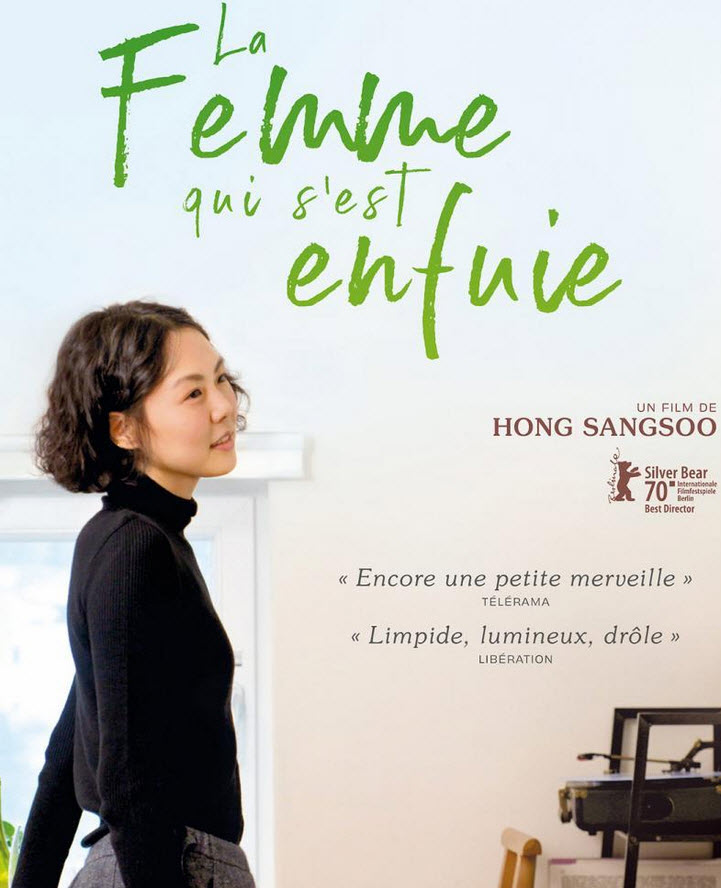 La
Femme
qui s'est
enfuie
UN FILM DE
HONG SANGSOO
Berlinale
Silver Bear
70 Internationale
Filmfestspiele
Berlin
Best Director
« Encore une petite merveille »
TÉLÉRAMA
« Limpide, lumineux, drôle »
LIBÉRATION